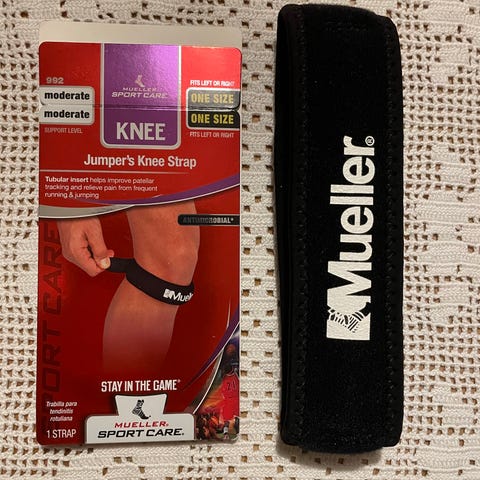 992
moderate
moderate
SUPPORT LEVEL
MUELLER®
SPORT CARE®
KNEE
FITS LEFT OR RIGHT
ONE SIZE
ONE SIZE
FITS LEFT OR RIGHT
Jumper's Knee Strap
Tubular insert helps improve patellar
tracking and relieve pain from frequent
running & jumping
ANTIMICROBIAL*
SPORT CARE
Mueller
STAY IN THE GAME®
Trabilla para
tendinitis
rotuliana
1 STRAP
MUELLER®
SPORT CARE®
Mueller®